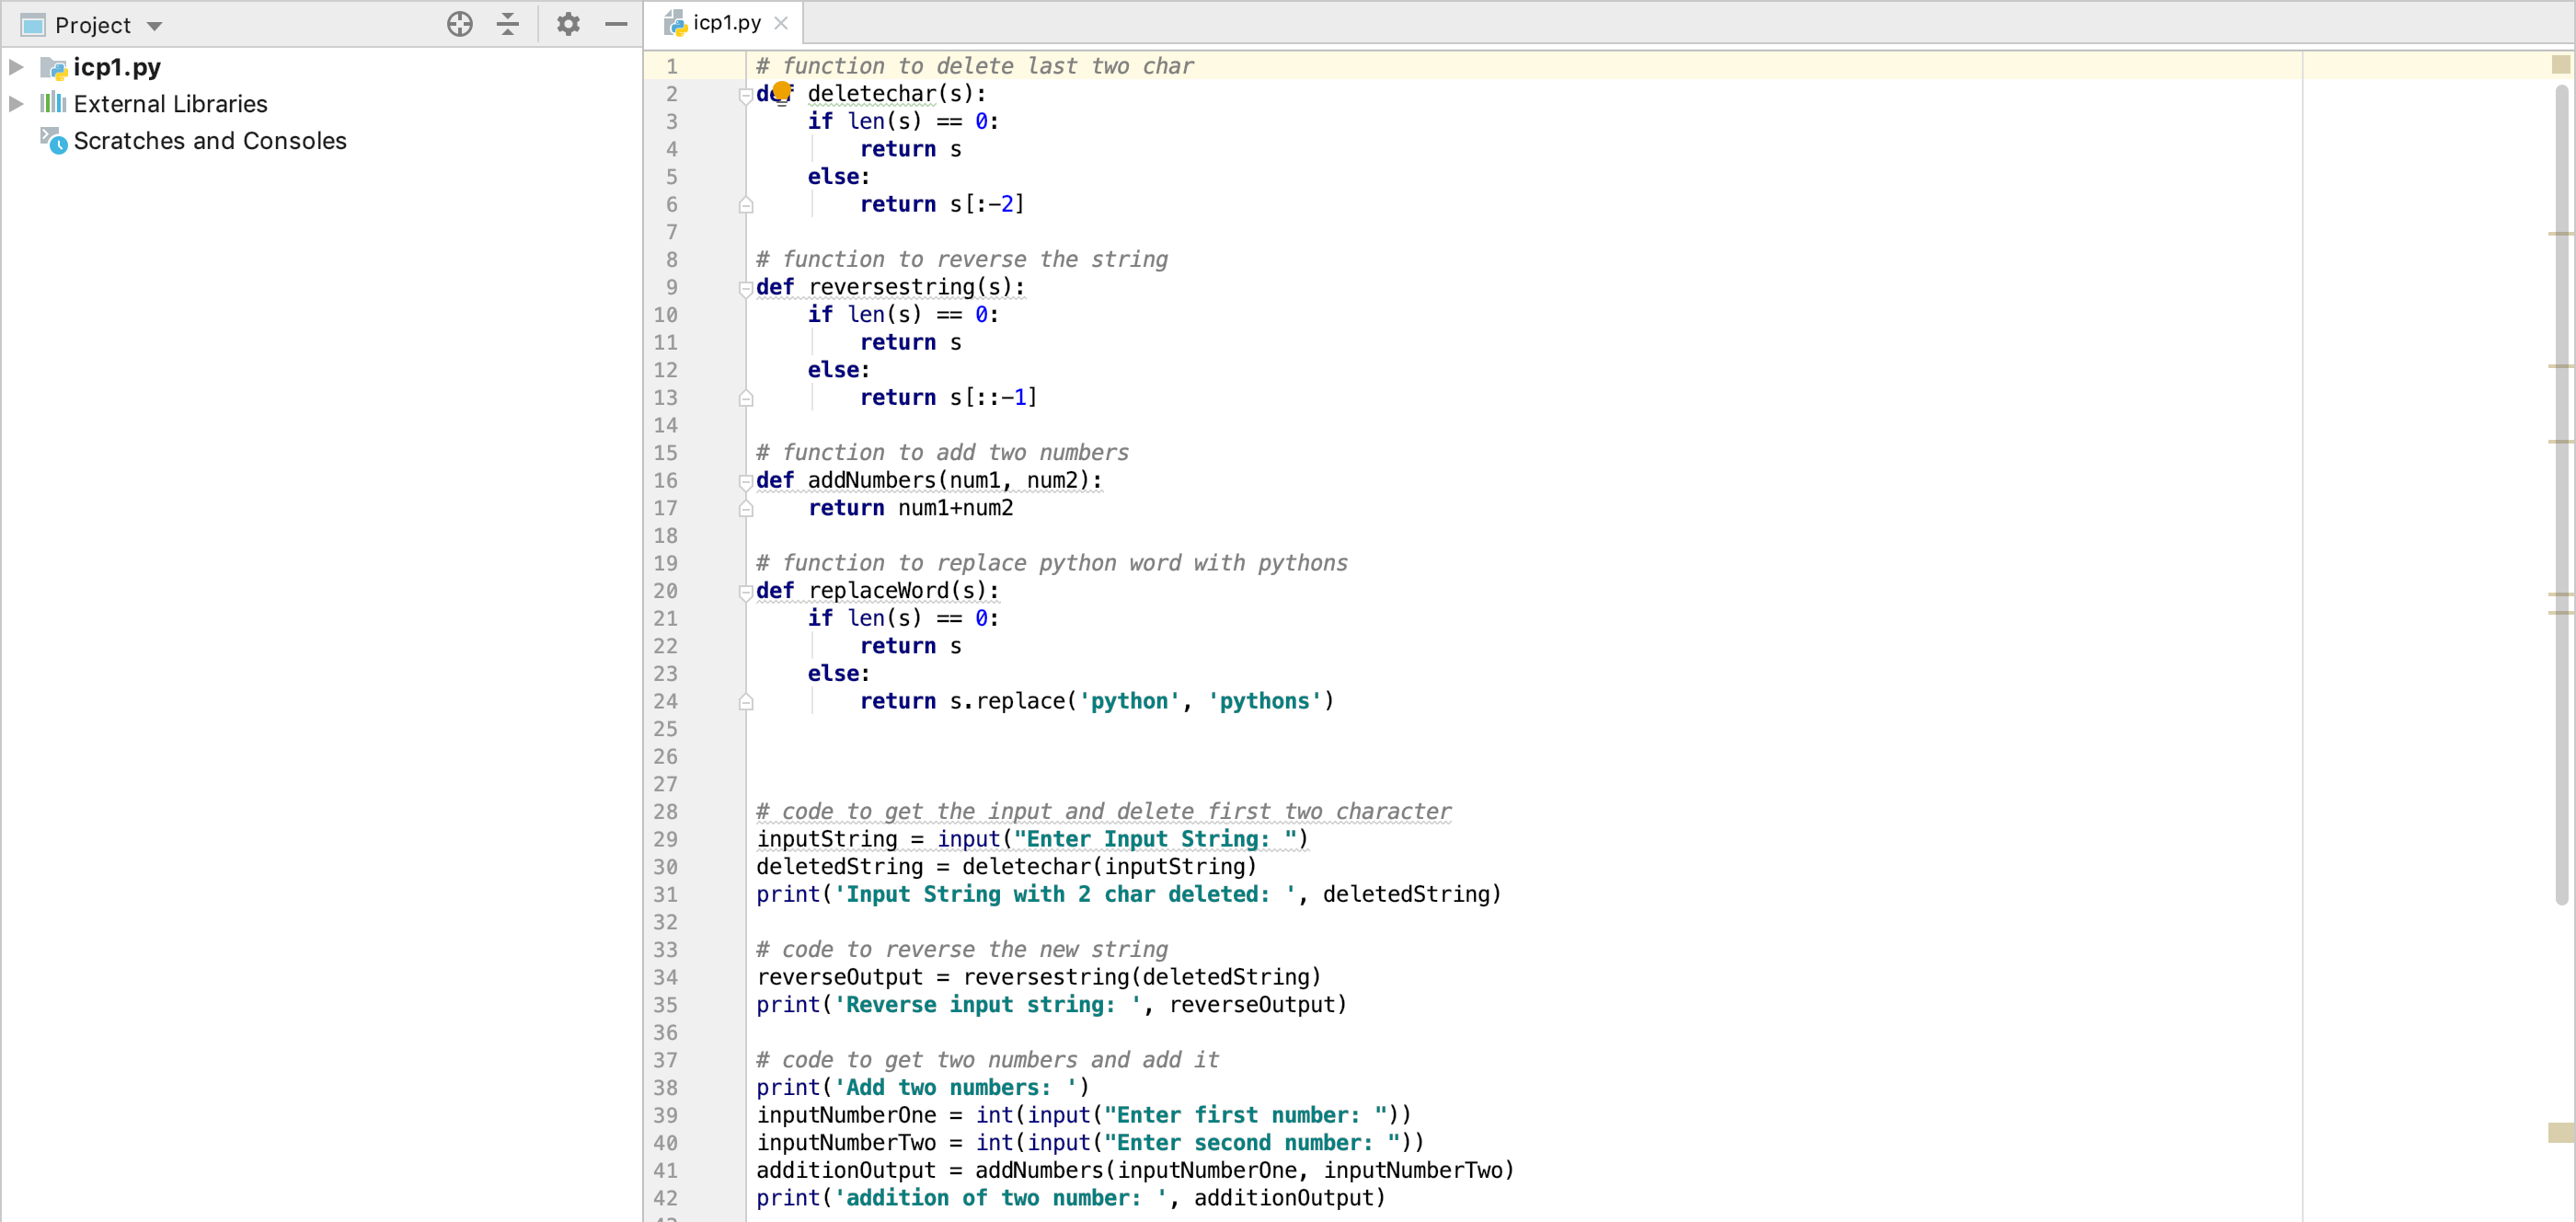 Project
icp1.py
External Libraries
Scratches and Consoles
icp1.py
1 # function to delete last two char
2 def deletechar(s):
3     if len(s) == 0:
4         return s
5     else:
6         return s[:-2]
7
8 # function to reverse the string
9 def reversestring(s):
10     if len(s) == 0:
11         return s
12     else:
13         return s[::-1]
14
15 # function to add two numbers
16 def addNumbers(num1, num2):
17     return num1+num2
18
19 # function to replace python word with pythons
20 def replaceWord(s):
21     if len(s) == 0:
22         return s
23     else:
24         return s.replace('python', 'pythons')
25
26
27
28 # code to get the input and delete first two character
29 inputString = input("Enter Input String: ")
30 deletedString = deletechar(inputString)
31 print('Input String with 2 char deleted: ', deletedString)
32
33 # code to reverse the new string
34 reverseOutput = reversestring(deletedString)
35 print('Reverse input string: ', reverseOutput)
36
37 # code to get two numbers and add it
38 print('Add two numbers: ')
39 inputNumberOne = int(input("Enter first number: "))
40 inputNumberTwo = int(input("Enter second number: "))
41 additionOutput = addNumbers(inputNumberOne, inputNumberTwo)
42 print('addition of two number: ', additionOutput)